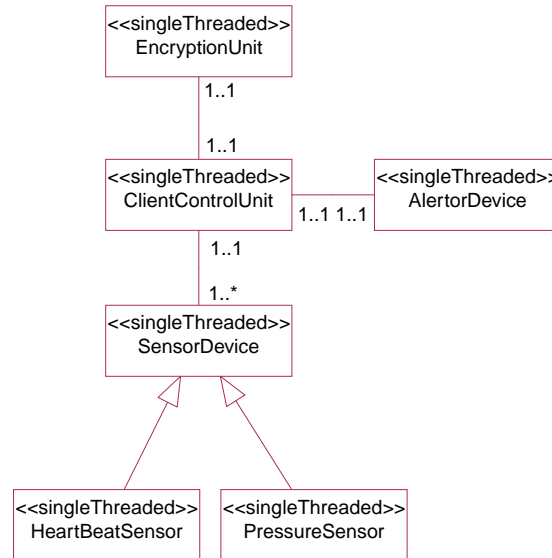 <<singleThreaded>>
EncryptionUnit
1..1
1..1
<<singleThreaded>>
ClientControlUnit
<<singleThreaded>>
AlertorDevice
1..1 1..1
1..1
1..*
<<singleThreaded>>
SensorDevice
<<singleThreaded>>
HeartBeatSensor
<<singleThreaded>>
PressureSensor